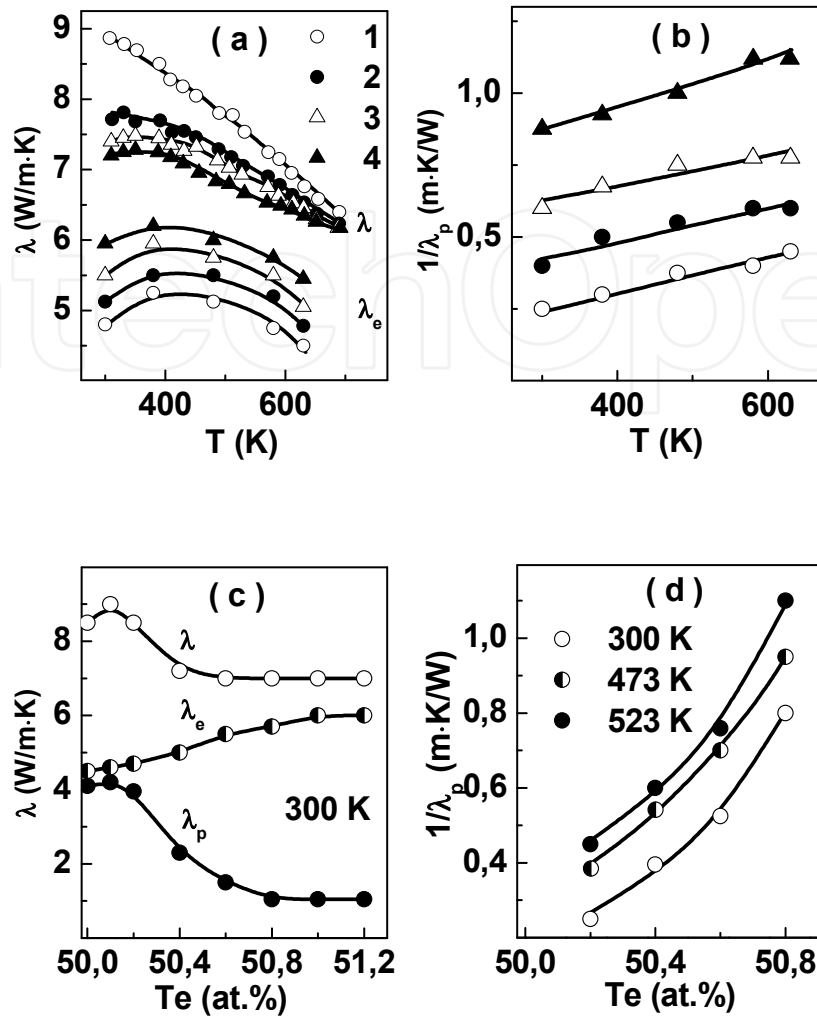 ( a )
1
2
3
4
λ
λe
9
8
7
6
5
400
600
λ (W/m·K)
T (K)
( b )
1,0
0,5
400
600
1/λp (m·K/W)
T (K)
( c )
λ
λe
λp
300 K
8
6
4
2
50,0
50,4
50,8
51,2
λ (W/m·K)
Te (at.%)
( d )
300 K
473 K
523 K
1,0
0,8
0,6
0,4
50,0
50,4
50,8
1/λp (m·K/W)
Te (at.%)
ntechOpe